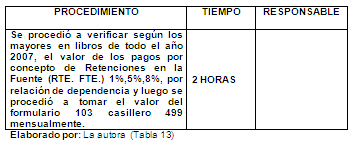 PROCEDIMIENTO TIEMPO RESPONSABLE
Se procedió a verificar según los
mayores en libros de todo el año
2007, el valor de los pagos por
concepto de Retenciones en la
Fuente (RTE. FTE.) 1%,5%,8%, por
relación de dependencia y luego se
procedió a tomar el valor del
formulario 103 casillero 499
mensualmente.
2 HORAS
Elaborado por: La autora (Tabla 13)